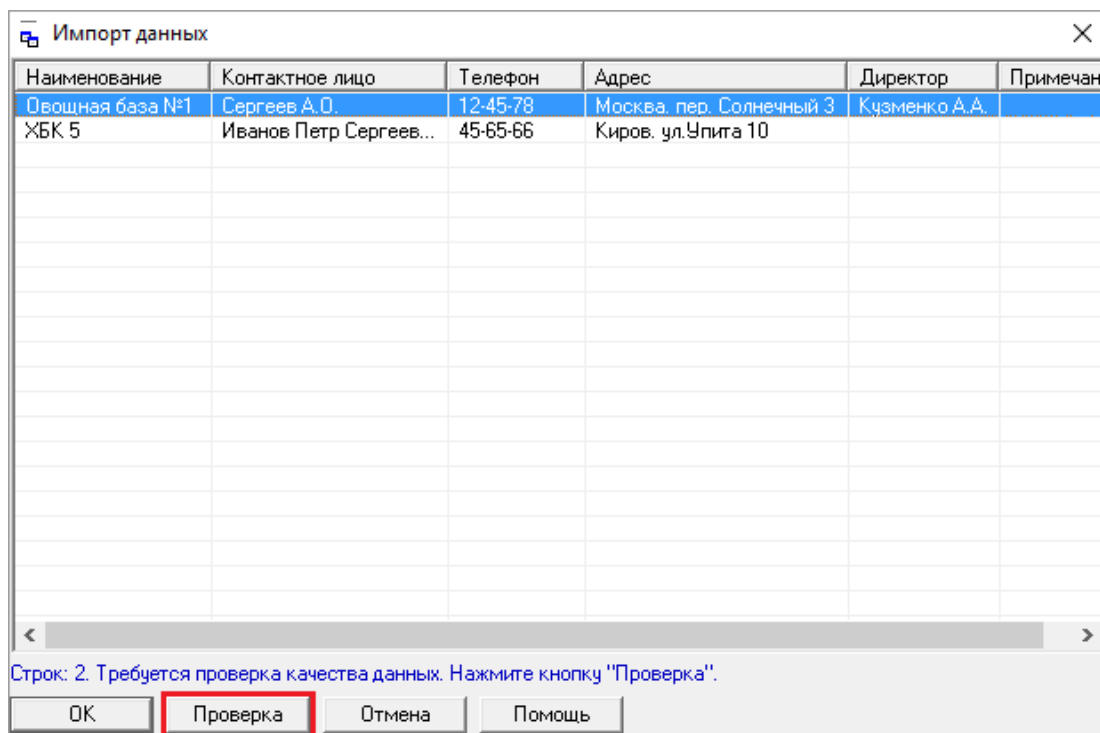 Импорт данных
Наименование Контактное лицо Телефон Адрес Директор Примечан
Овощная база №1 Сергеев А.О. 12-45-78 Москва. пер. Солнечный 3 Кузменко А.А.
ХБК 5 Иванов Петр Сергеев... 45-65-66 Киров. ул.Упита 10
Строк: 2. Требуется проверка качества данных. Нажмите кнопку "Проверка".
OK Проверка Отмена Помощь